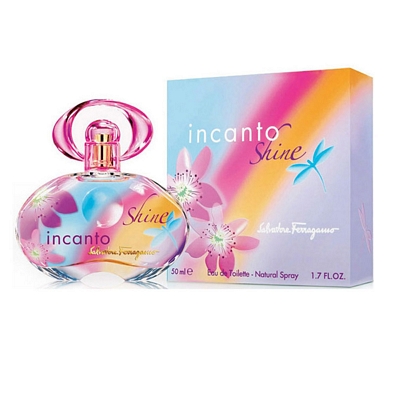 Shine
incanto
Salvatore Ferragamo
incanto
Shine
Salvatore Ferragamo
50 ml e Eau de Toilette - Natural Spray 1.7 FL.OZ.